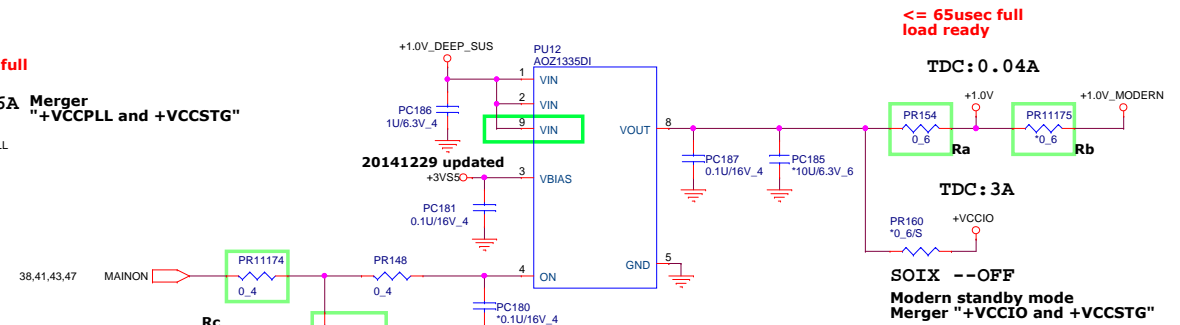 <= 65usec full
load ready
full
TDC:0.04A
+1.0V_DEEP_SUS
PU12
AOZ1335DI
Merger
"+VCCPLL and +VCCSTG"
+1.0V
+1.0V_MODERN
1 VIN
PC186
1U/6.3V_4
2 VIN
9 VIN
VOUT 8
PR154
0_6
Ra
PR11175
*0_6
Rb
20141229 updated
+3VS5
3 VBIAS
PC187
0.1U/16V_4
PC185
*10U/6.3V_6
TDC:3A
PC181
0.1U/16V_4
PR160
*0_6/S
+VCCIO
38,41,43,47 MAINON
PR11174
0_4
PR148
0_4
4 ON
GND 5
SOIX --OFF
Modern standby mode
Merger "+VCCIO and +VCCSTG"
PC180
*0.1U/16V_4
Rc